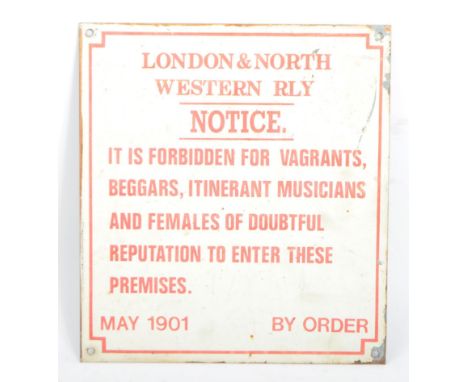 LONDON & NORTH
WESTERN RLY
NOTICE.
IT IS FORBIDDEN FOR VAGRANTS,
BEGGARS, ITINERANT MUSICIANS
AND FEMALES OF DOUBTFUL
REPUTATION TO ENTER THESE
PREMISES.
MAY 1901 BY ORDER